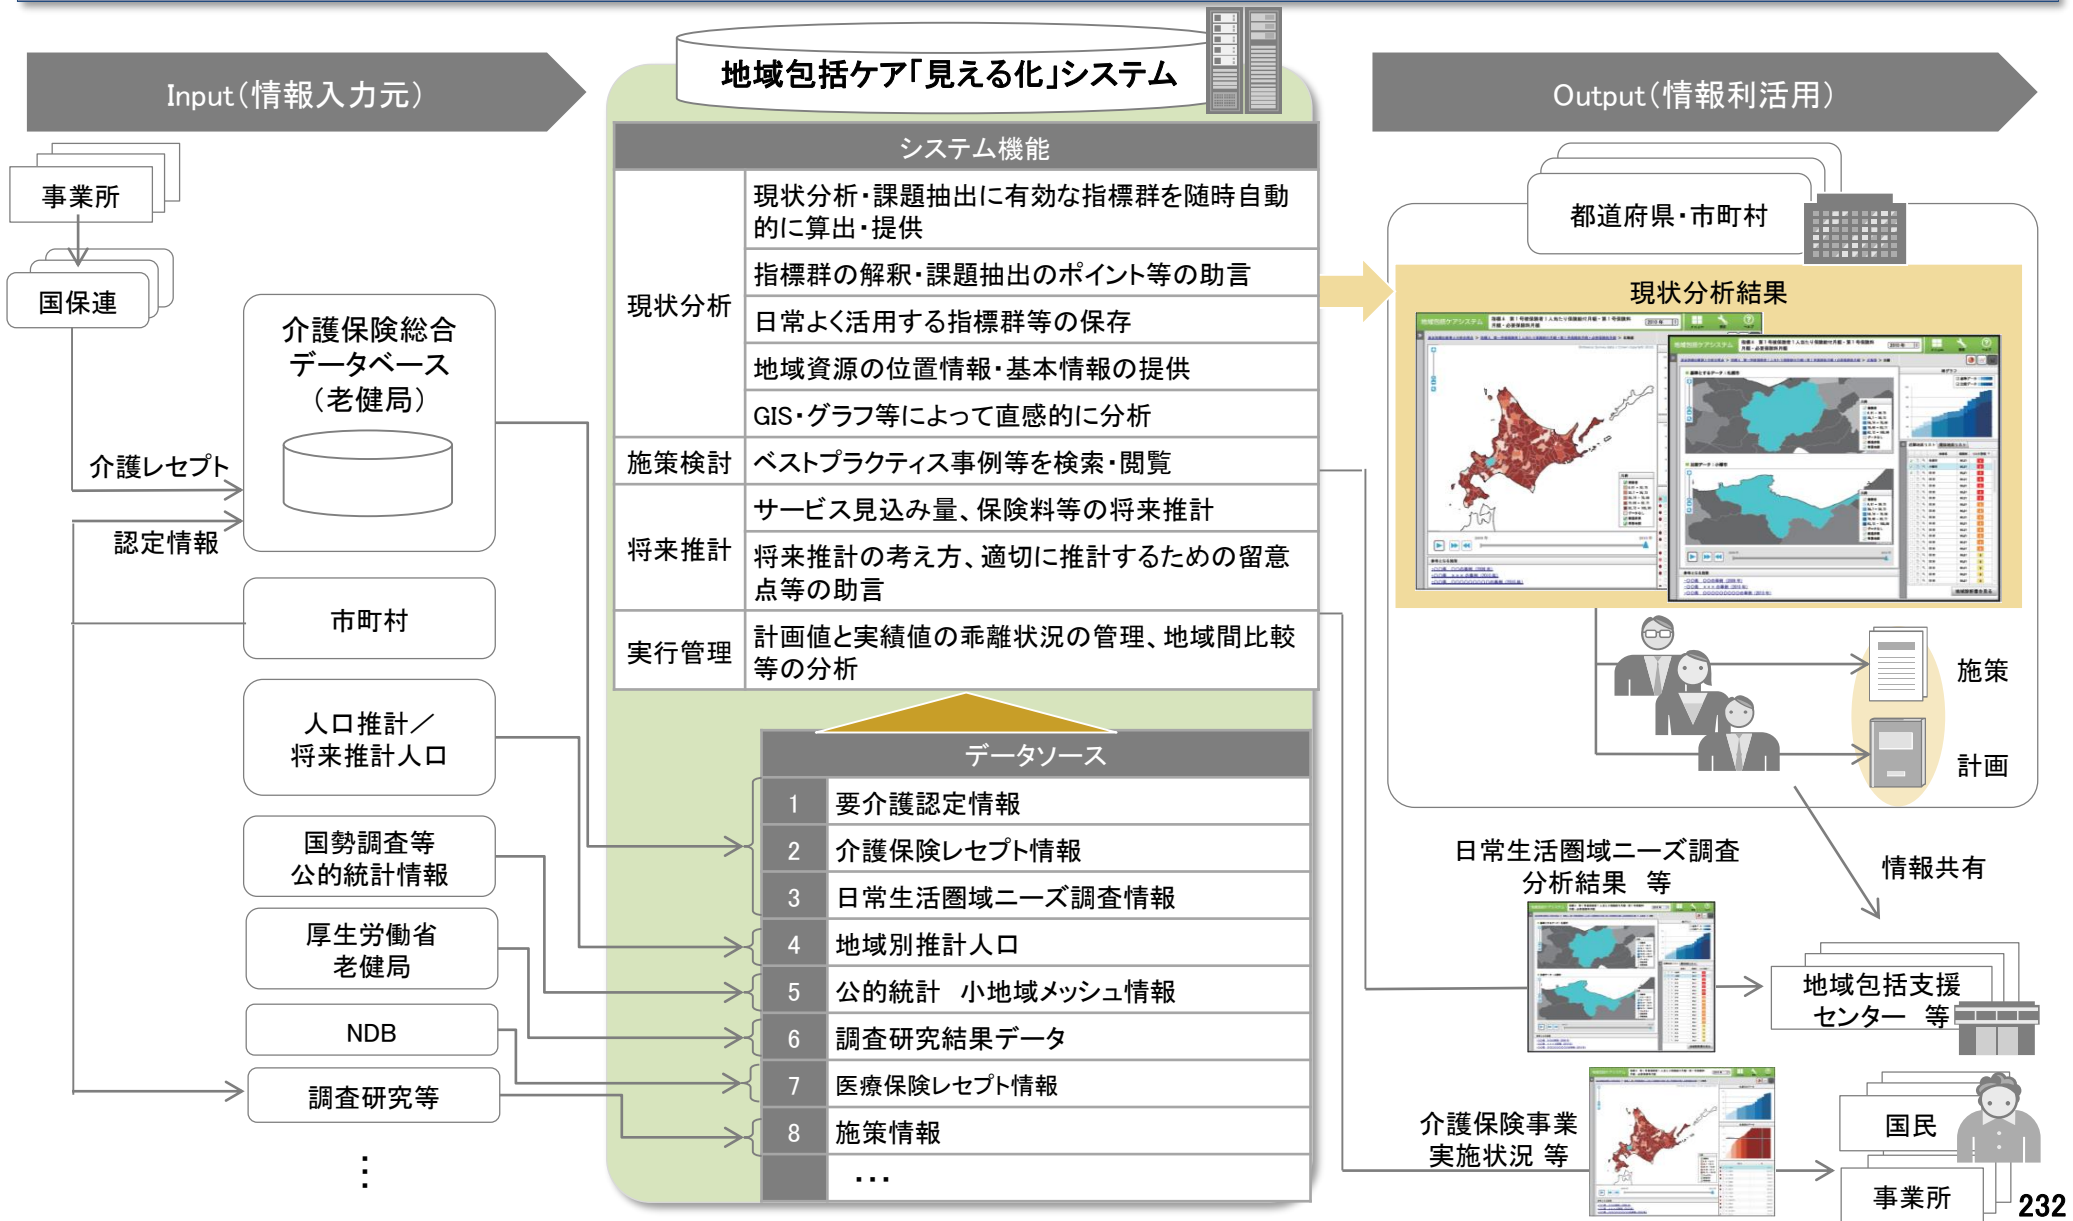 地域包括ケア「見える化」システム
Input（情報入力元）
Output（情報利活用）
事業所
国保連
介護保険総合
データベース
（老健局）
介護レセプト
認定情報
市町村
人口推計／
将来推計人口
国勢調査等
公的統計情報
厚生労働省
老健局
NDB
調査研究等
⋮
システム機能
現状分析
現状分析・課題抽出に有効な指標群を随時自動
的に算出・提供
指標群の解釈・課題抽出のポイント等の助言
日常よく活用する指標群等の保存
地域資源の位置情報・基本情報の提供
GIS・グラフ等によって直感的に分析
施策検討
ベストプラクティス事例等を検索・閲覧
将来推計
サービス見込み量、保険料等の将来推計
将来推計の考え方、適切に推計するための留意
点等の助言
実行管理
計画値と実績値の乖離状況の管理、地域間比較
等の分析
データソース
1 要介護認定情報
2 介護保険レセプト情報
3 日常生活圏域ニーズ調査情報
4 地域別推計人口
5 公的統計　小地域メッシュ情報
6 調査研究結果データ
7 医療保険レセプト情報
8 施策情報
・・・
都道府県・市町村
現状分析結果
施策
計画
日常生活圏域ニーズ調査
分析結果　等
情報共有
地域包括支援
センター　等
介護保険事業
実施状況 等
国民
事業所
232